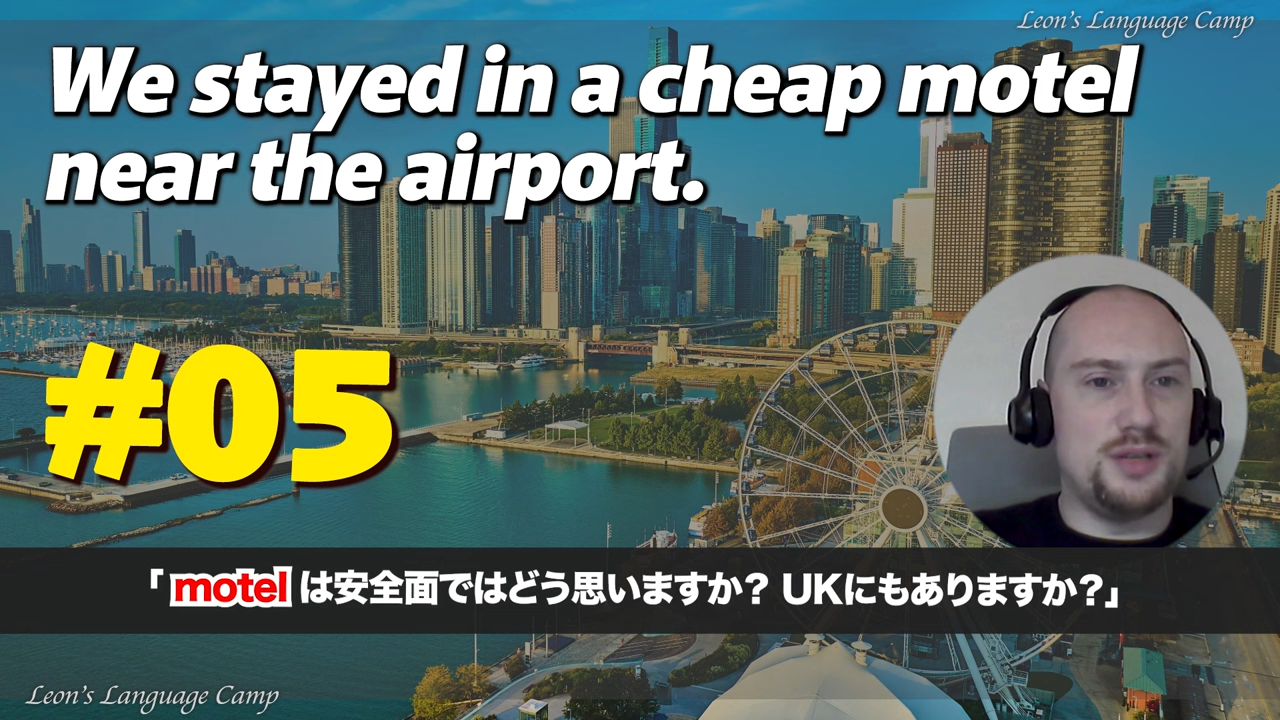 Leon's Language Camp
We stayed in a cheap motel
near the airport.
#05
「motelは安全面ではどう思いますか？ UKにもありますか？」
Leon's Language Camp